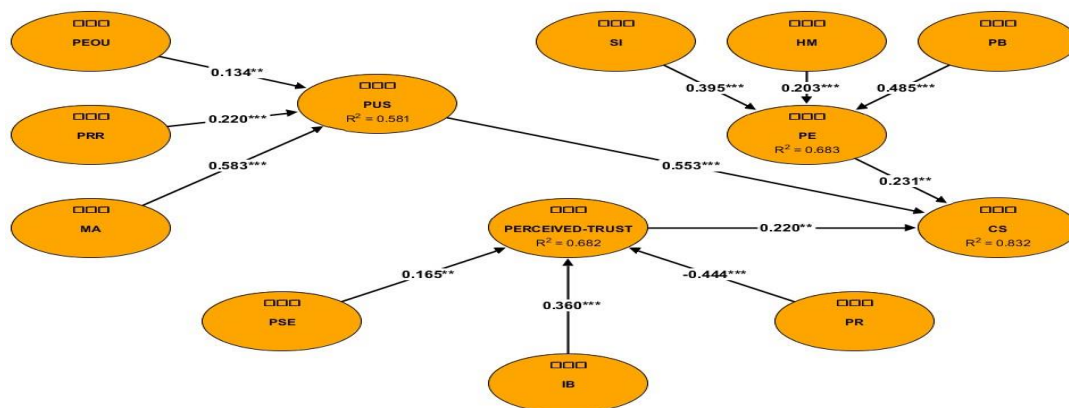 PEOU
SI
HM
PB
0.134**
0.395***
0.203***
0.485***
PUS
R² = 0.581
PRR
0.220***
PE
R² = 0.683
0.583***
0.553***
0.231**
MA
PERCEIVED-TRUST
R² = 0.682
0.220**
CS
R² = 0.832
0.165**
-0.444***
0.360***
PSE
PR
IB